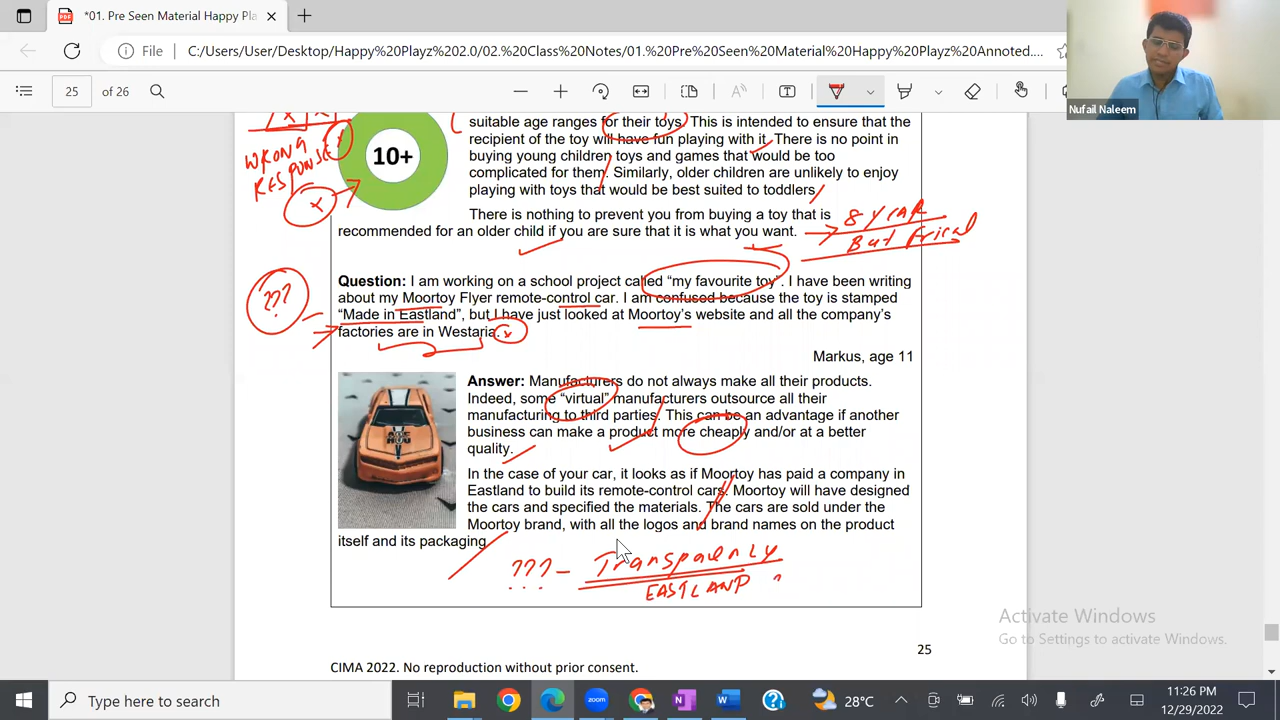 *01. Pre Seen Material Happy Pla
File
C:/Users/User/Desktop/Happy%20Playz%202.0/02.%20Class%20Notes/01.%20Pre%20Seen%20Material%20Happy%20Playz%20Annoted....
25 of 26
Nufail Naleem
WRONG
RESPONSE
10+
suitable age ranges for their toys. This is intended to ensure that the
recipient of the toy will have fun playing with it. There is no point in
buying young children toys and games that would be too
complicated for them. Similarly, older children are unlikely to enjoy
playing with toys that would be best suited to toddlers
There is nothing to prevent you from buying a toy that is
recommended for an older child if you are sure that it is what you want.
8 YEAR
But
???
Question: I am working on a school project called “my favourite toy”. I have been writing
about my Moortoy Flyer remote-control car. I am confused because the toy is stamped
“Made in Eastland”, but I have just looked at Moortoy’s website and all the company’s
factories are in Westaria.
Markus, age 11
Answer: Manufacturers do not always make all their products.
Indeed, some “virtual” manufacturers outsource all their
manufacturing to third parties. This can be an advantage if another
business can make a product more cheaply and/or at a better
quality.
In the case of your car, it looks as if Moortoy has paid a company in
Eastland to build its remote-control cars. Moortoy will have designed
the cars and specified the materials. The cars are sold under the
Moortoy brand, with all the logos and brand names on the product
itself and its packaging
??? -
EASTLAND ?
25
CIMA 2022. No reproduction without prior consent.
Activate Windows
Go to Settings to activate Windows.
Type here to search
zoom
28°C
11:26 PM
12/29/2022